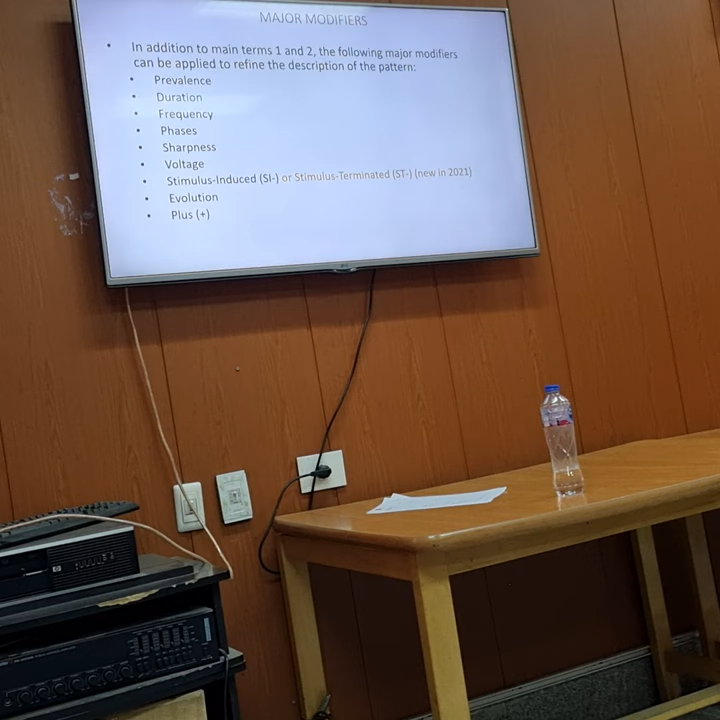 MAJOR MODIFIERS
• In addition to main terms 1 and 2, the following major modifiers
can be applied to refine the description of the pattern:
• Prevalence
• Duration
• Frequency
• Phases
• Sharpness
• Voltage
• Stimulus-Induced (SI-) or Stimulus-Terminated (ST-) (new in 2021)
• Evolution
• Plus (+)
LG
hp